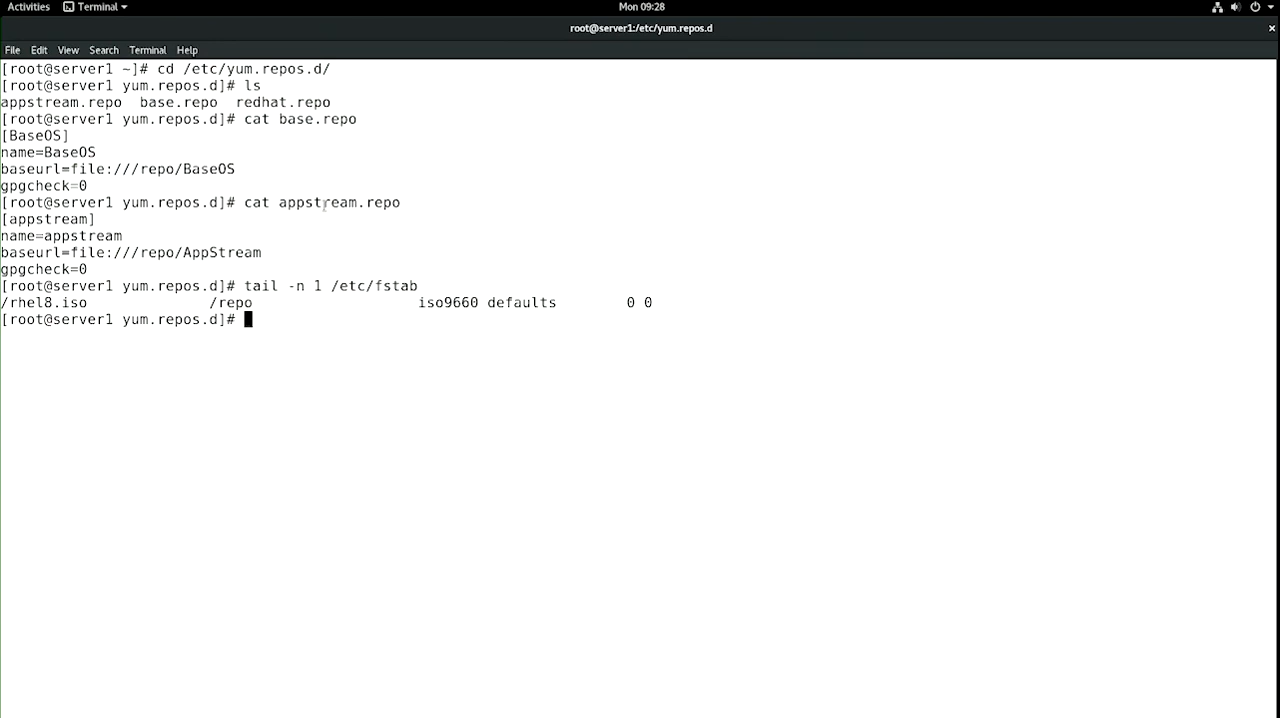 Activities Terminal Mon 09:28
root@server1:/etc/yum.repos.d ×
File Edit View Search Terminal Help
[root@server1 ~]# cd /etc/yum.repos.d/
[root@server1 yum.repos.d]# ls
appstream.repo  base.repo  redhat.repo
[root@server1 yum.repos.d]# cat base.repo
[BaseOS]
name=BaseOS
baseurl=file:///repo/BaseOS
gpgcheck=0
[root@server1 yum.repos.d]# cat appstream.repo
[appstream]
name=appstream
baseurl=file:///repo/AppStream
gpgcheck=0
[root@server1 yum.repos.d]# tail -n 1 /etc/fstab
/rhel8.iso              /repo                   iso9660 defaults        0 0
[root@server1 yum.repos.d]#